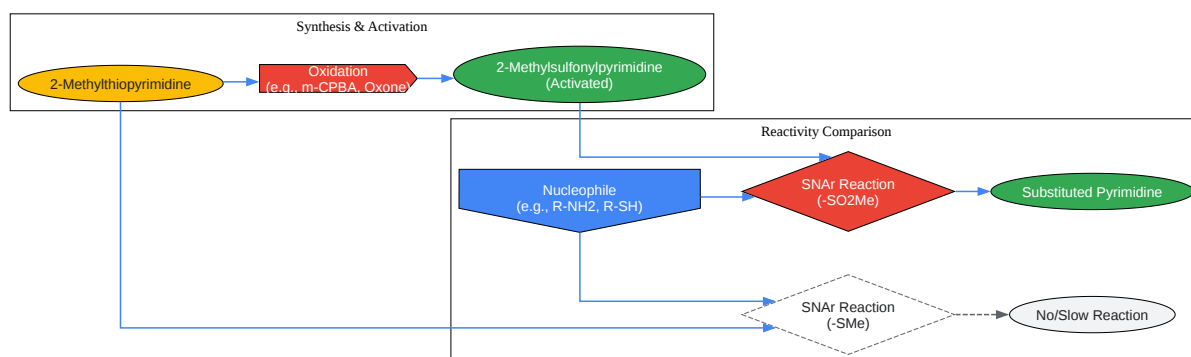 Synthesis & Activation
2-Methylthiopyrimidine
Oxidation
(e.g., m-CPBA, Oxone)
2-Methylsulfonylpyrimidine
(Activated)
Reactivity Comparison
Nucleophile
(e.g., R-NH2, R-SH)
SNAr Reaction
(-SO2Me)
Substituted Pyrimidine
SNAr Reaction
(-SMe)
No/Slow Reaction